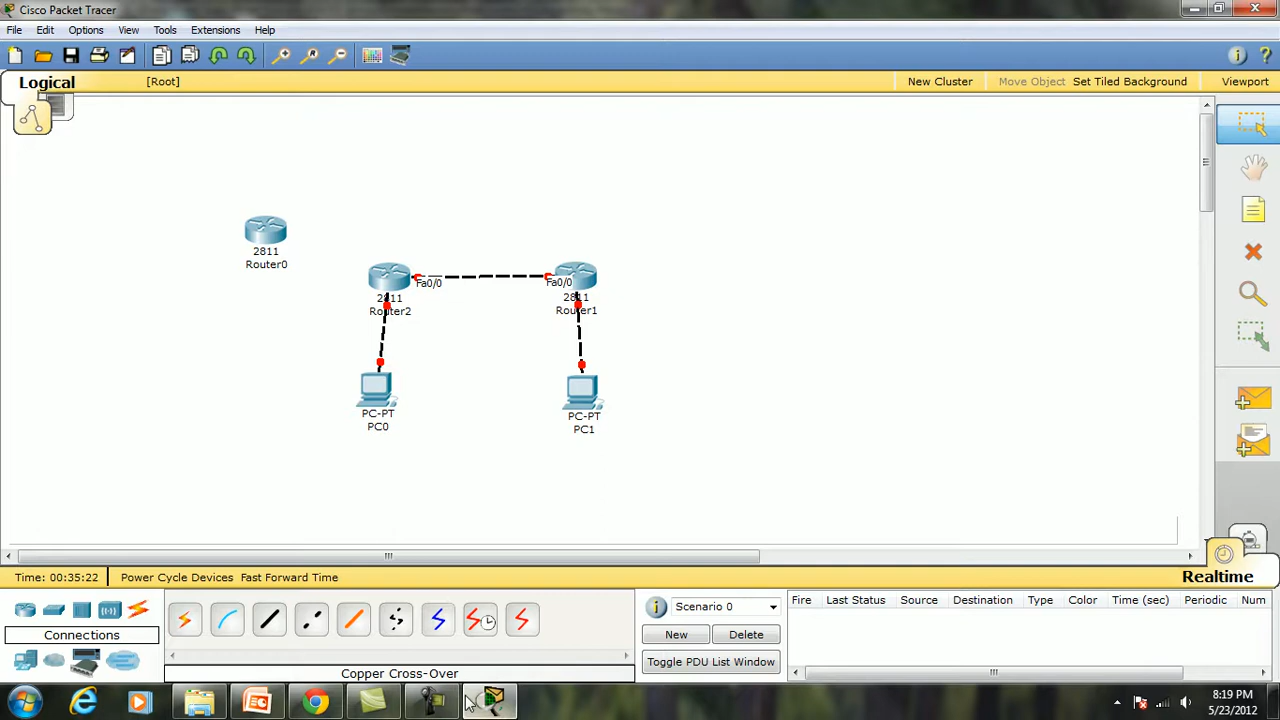 Cisco Packet Tracer
File Edit Options View Tools Extensions Help
Logical [Root] New Cluster Move Object Set Tiled Background Viewport
2811
Router0
Fa0/0 Fa0/0
2811 2811
Router2 Router1
PC-PT PC-PT
PC0 PC1
Time: 00:35:22 Power Cycle Devices Fast Forward Time Realtime
Scenario 0 Fire Last Status Source Destination Type Color Time (sec) Periodic Num
Connections New Delete
Toggle PDU List Window
Copper Cross-Over
8:19 PM
5/23/2012